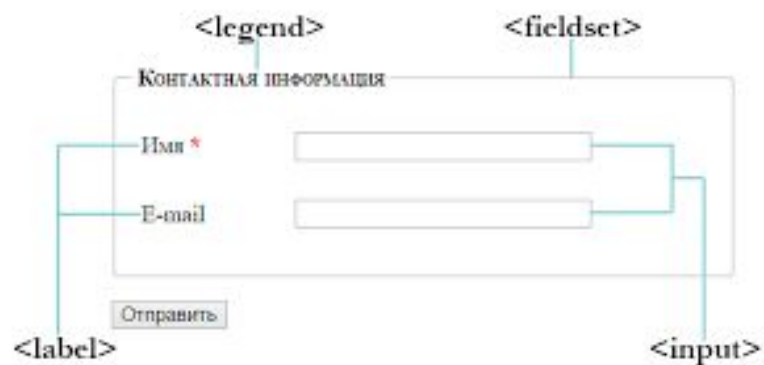 <legend> <fieldset>
Контактная информация
Имя *
E-mail
Отправить
<label> <input>